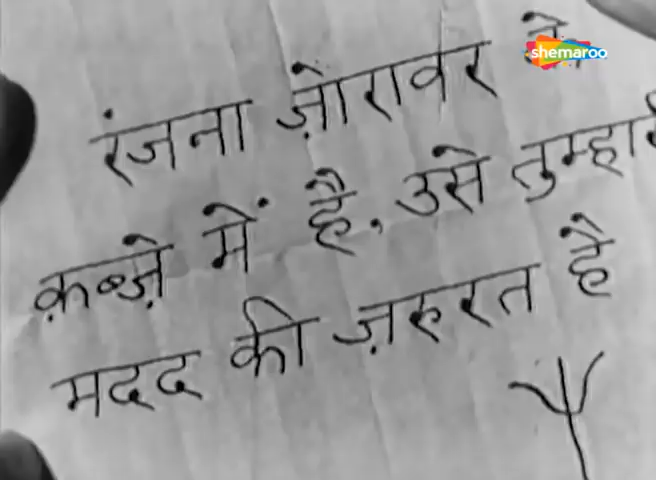 shemaroo
रंजना ज़ोरावर
क़ब्ज़े में है. उसे
मदद की ज़रुरत है